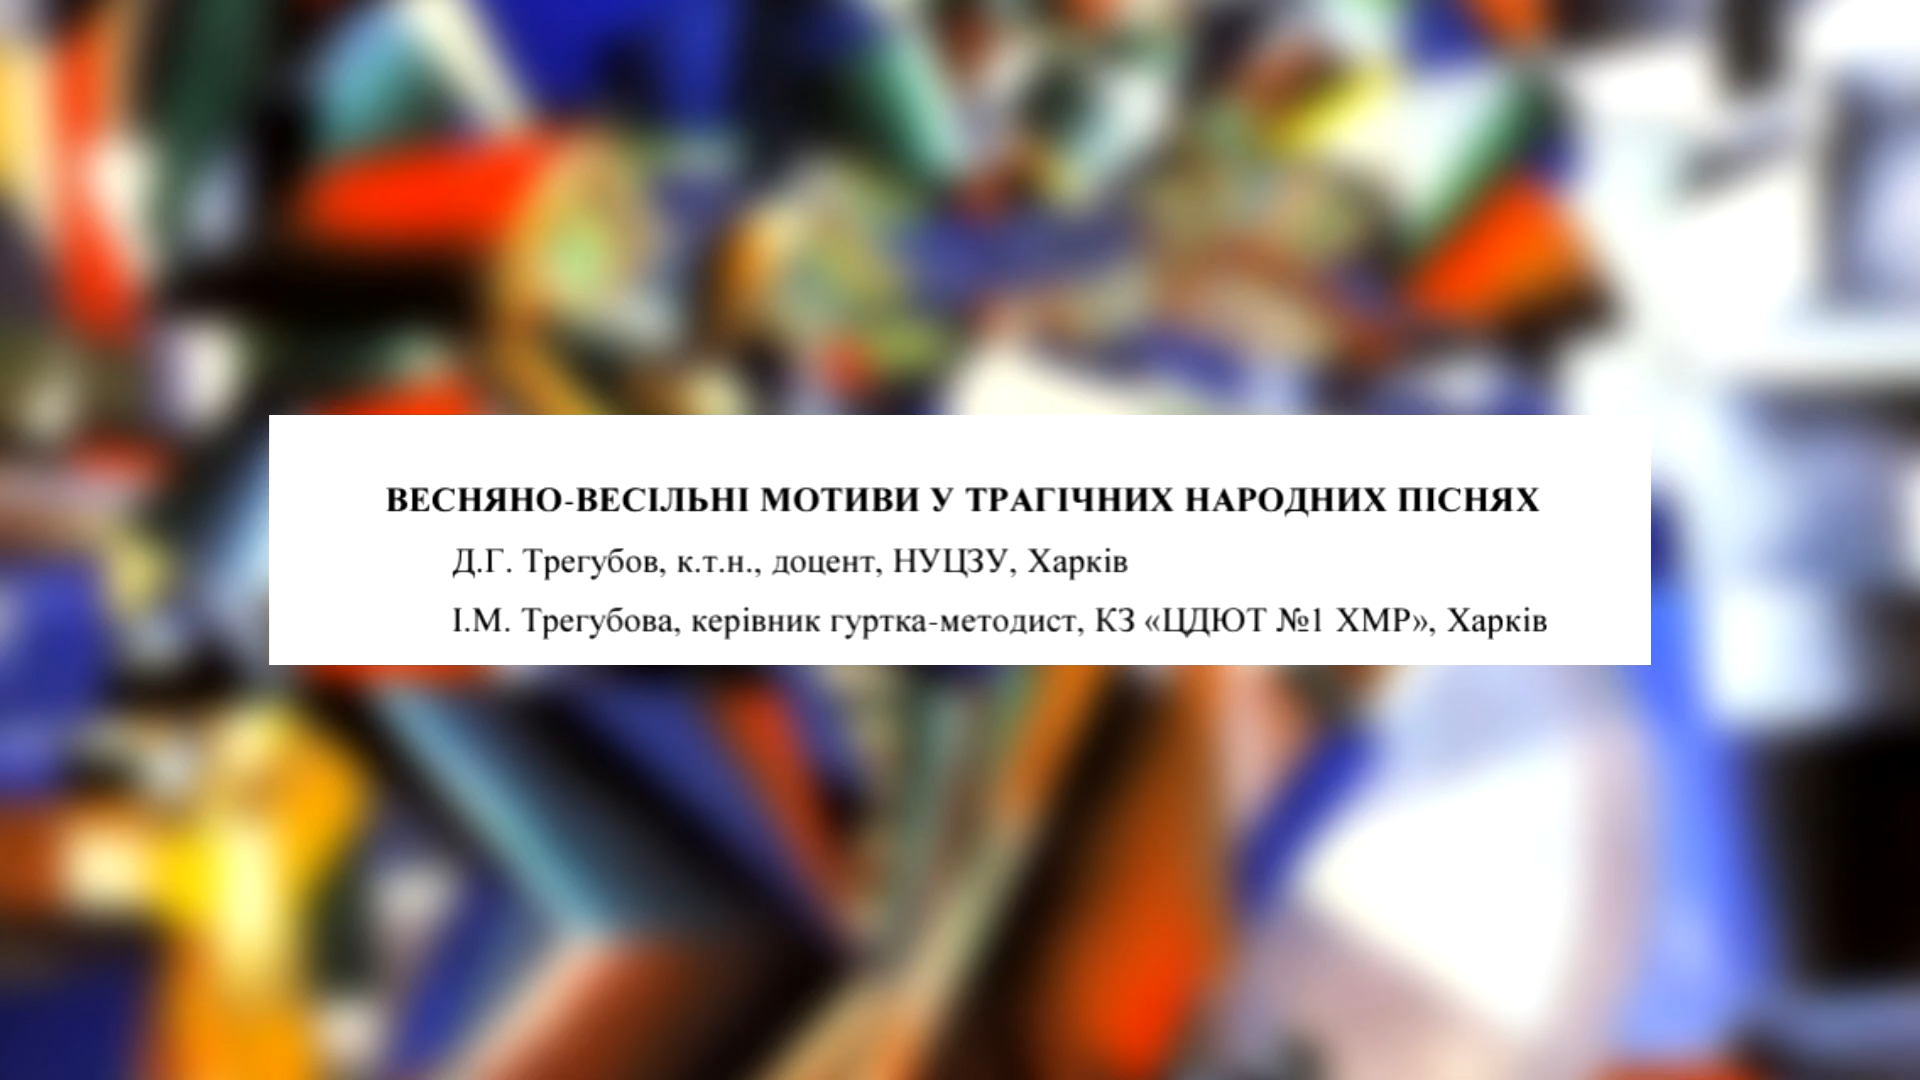 ВЕСНЯНО-ВЕСІЛЬНІ МОТИВИ У ТРАГІЧНИХ НАРОДНИХ ПІСНЯХ
Д.Г. Трегубов, к.т.н., доцент, НУЦЗУ, Харків
І.М. Трегубова, керівник гуртка-методист, КЗ «ЦДЮТ №1 ХМР», Харків